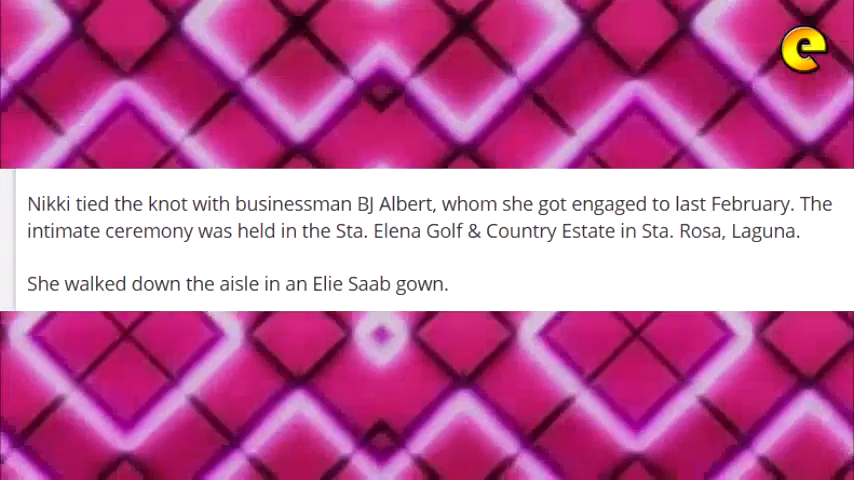 e
Nikki tied the knot with businessman BJ Albert, whom she got engaged to last February. The
intimate ceremony was held in the Sta. Elena Golf & Country Estate in Sta. Rosa, Laguna.
She walked down the aisle in an Elie Saab gown.